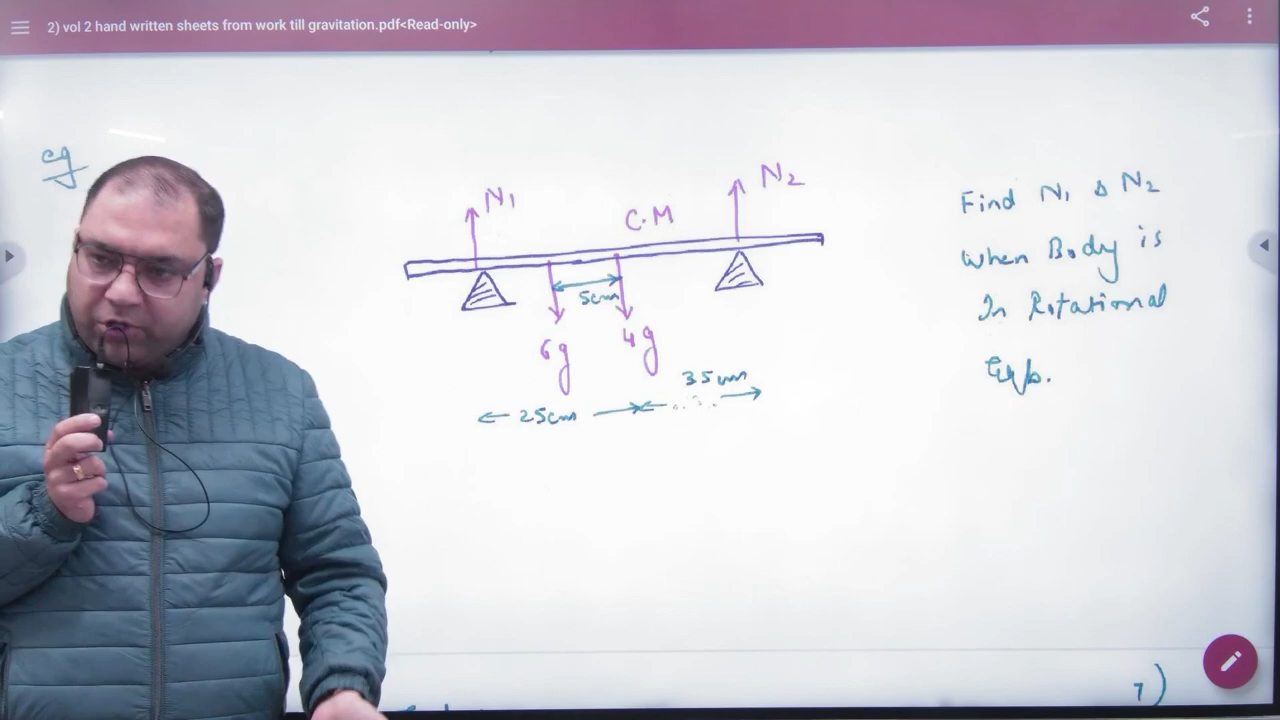 2) vol 2 hand written sheets from work till gravitation.pdf<Read-only>
eg
N1
C.M
N2
5cm
6g
4g
25cm
35cm
Find N1 & N2
When Body is
In Rotational
Eqb.
7)